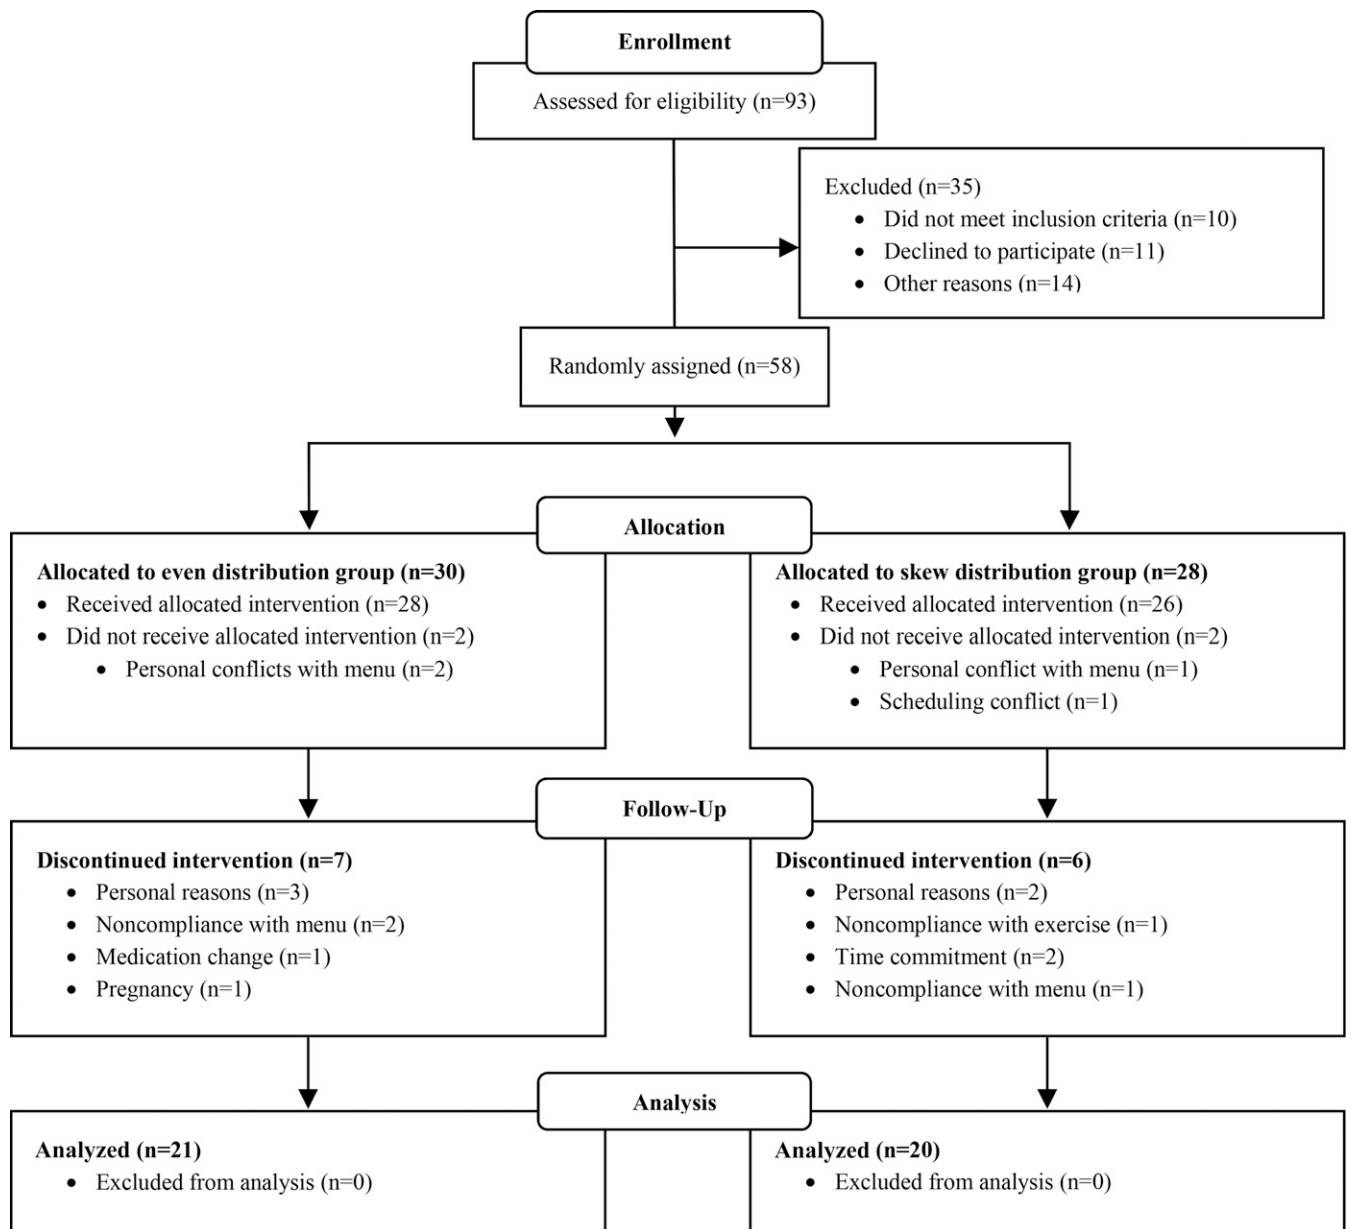 Enrollment
Assessed for eligibility (n=93)
Excluded (n=35)
• Did not meet inclusion criteria (n=10)
• Declined to participate (n=11)
• Other reasons (n=14)
Randomly assigned (n=58)
Allocation
Allocated to even distribution group (n=30)
• Received allocated intervention (n=28)
• Did not receive allocated intervention (n=2)
• Personal conflicts with menu (n=2)
Allocated to skew distribution group (n=28)
• Received allocated intervention (n=26)
• Did not receive allocated intervention (n=2)
• Personal conflict with menu (n=1)
• Scheduling conflict (n=1)
Follow-Up
Discontinued intervention (n=7)
• Personal reasons (n=3)
• Noncompliance with menu (n=2)
• Medication change (n=1)
• Pregnancy (n=1)
Discontinued intervention (n=6)
• Personal reasons (n=2)
• Noncompliance with exercise (n=1)
• Time commitment (n=2)
• Noncompliance with menu (n=1)
Analysis
Analyzed (n=21)
• Excluded from analysis (n=0)
Analyzed (n=20)
• Excluded from analysis (n=0)